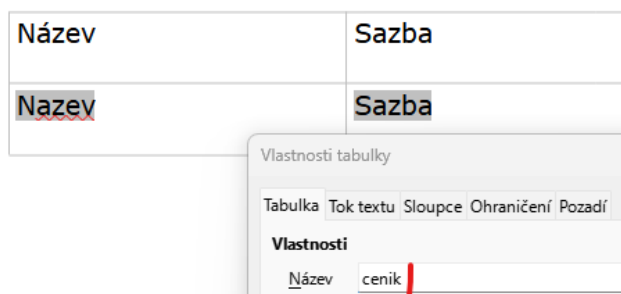 Název Sazba
Nazev Sazba
Vlastnosti tabulky
Tabulka Tok textu Sloupce Ohraničení Pozadí
Vlastnosti
Název cenik